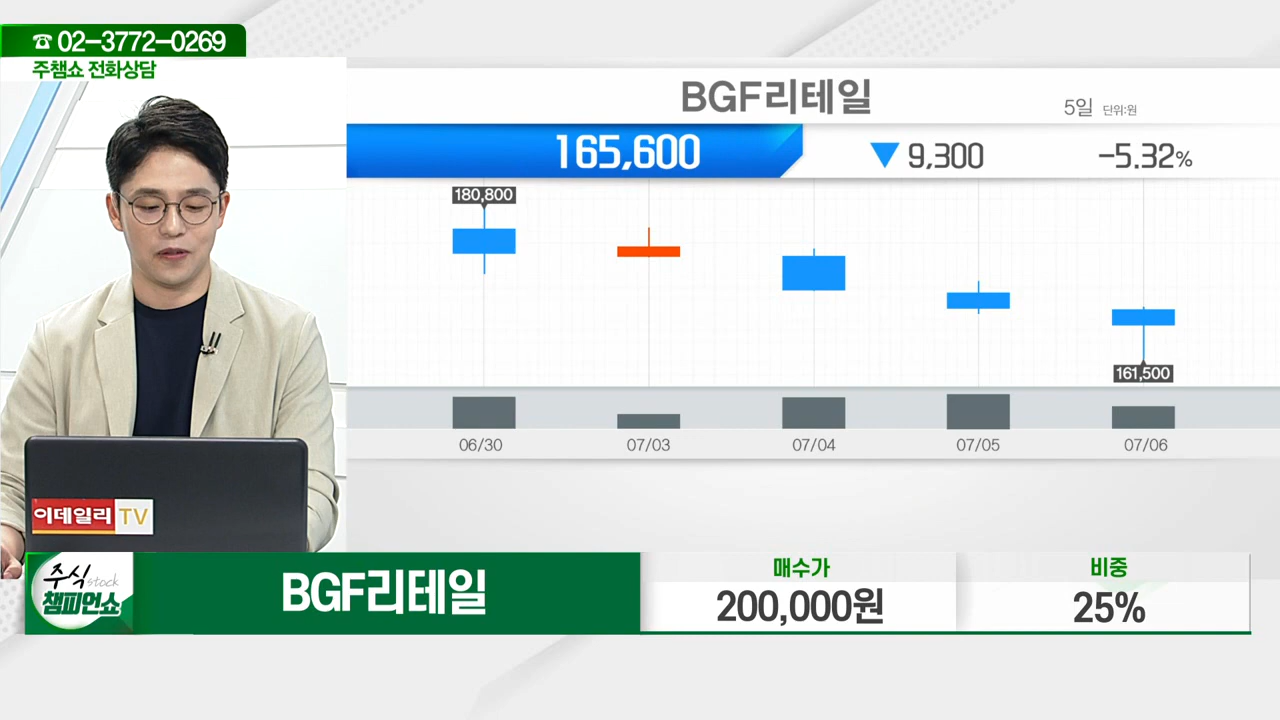 ☎ 02-3772-0269
주챔쇼 전화상담
BGF리테일
5일 단위:원
165,600 ▼ 9,300 -5.32%
180,800
161,500
06/30 07/03 07/04 07/05 07/06
이데일리 TV
주식 stock
챔피언쇼
BGF리테일
매수가
200,000원
비중
25%